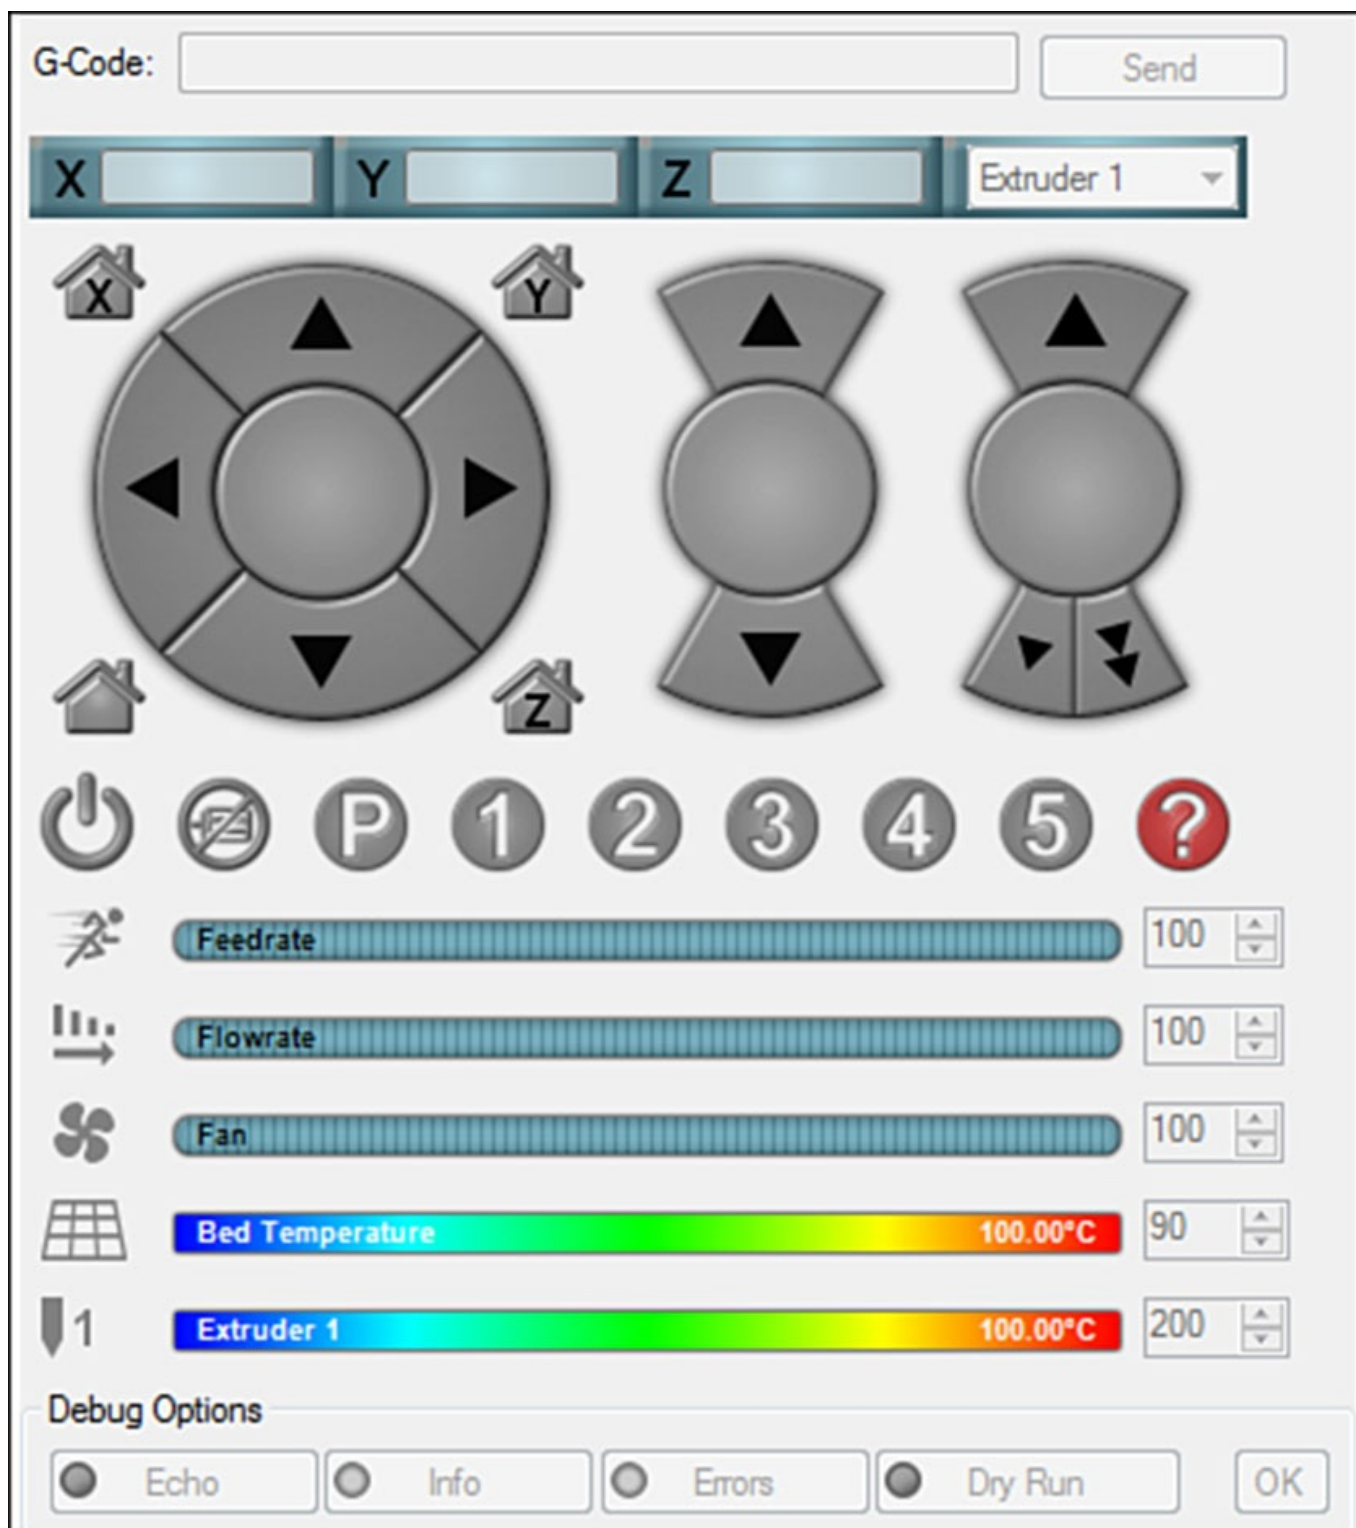 G-Code: Send
X Y Z Extruder 1
X Y
Z
P 1 2 3 4 5 ?
Feedrate 100
Flowrate 100
Fan 100
Bed Temperature 100.00°C 90
1 Extruder 1 100.00°C 200
Debug Options
Echo Info Errors Dry Run OK